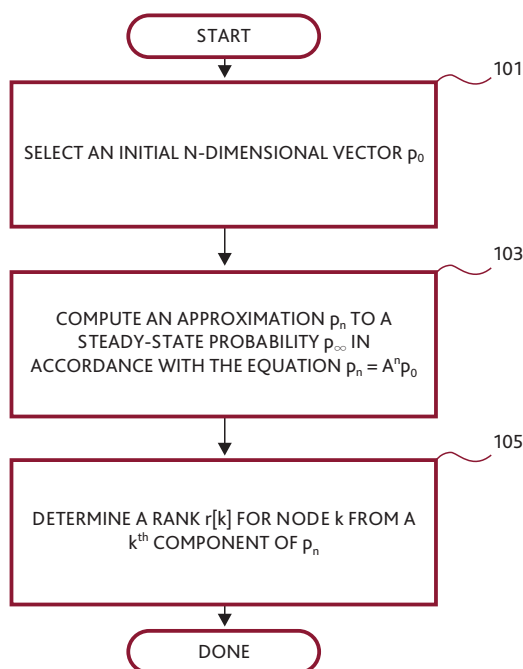 START
101
SELECT AN INITIAL N-DIMENSIONAL VECTOR p₀
103
COMPUTE AN APPROXIMATION pₙ TO A
STEADY-STATE PROBABILITY p∞ IN
ACCORDANCE WITH THE EQUATION pₙ = Aⁿp₀
105
DETERMINE A RANK r[k] FOR NODE k FROM A
kᵗʰ COMPONENT OF pₙ
DONE